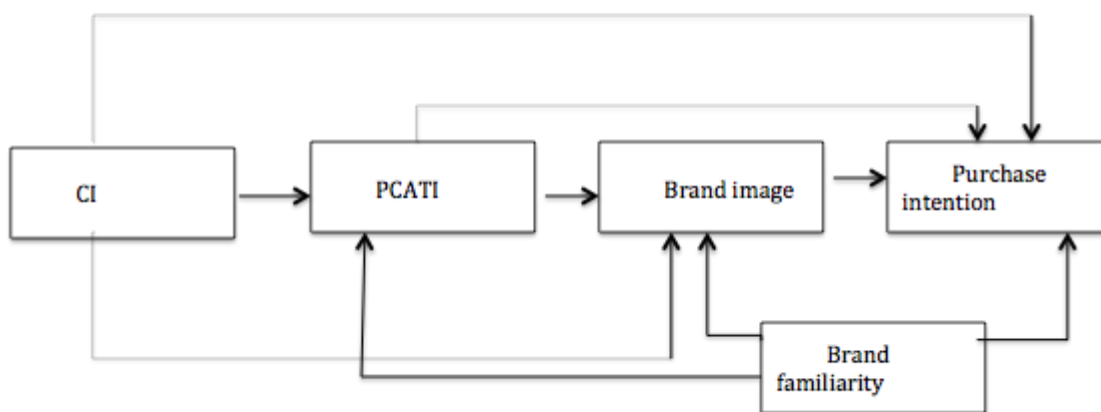 CI
PCATI
Brand image
Purchase
intention
Brand
familiarity